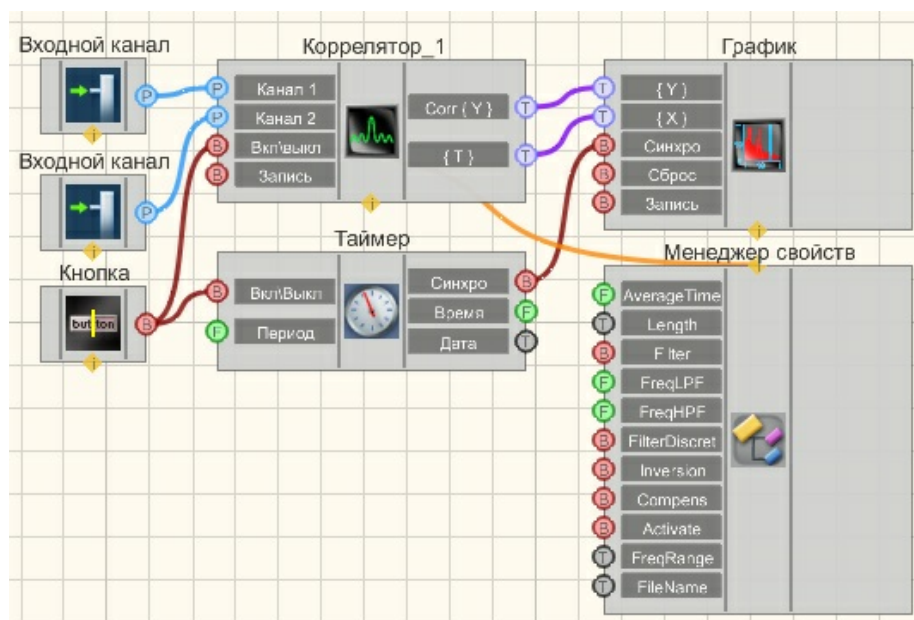 Входной канал
Коррелятор_1
График
Канал 1
Канал 2
Вкл\выкл
Запись
Corr { Y }
{ T }
{ Y }
{ X }
Синхро
Сброс
Запись
P
P
P
B
B
T
T
T
T
B
B
B
Входной канал
P
Таймер
Менеджер свойств
Кнопка
button
B
Вкл\Выкл
Период
Синхро
Время
Дата
B
F
B
F
T
AverageTime
Length
F lter
FreqLPF
FreqHPF
FilterDiscret
Inversion
Compens
Activate
FreqRange
FileName
F
T
B
F
F
B
B
B
B
T
T